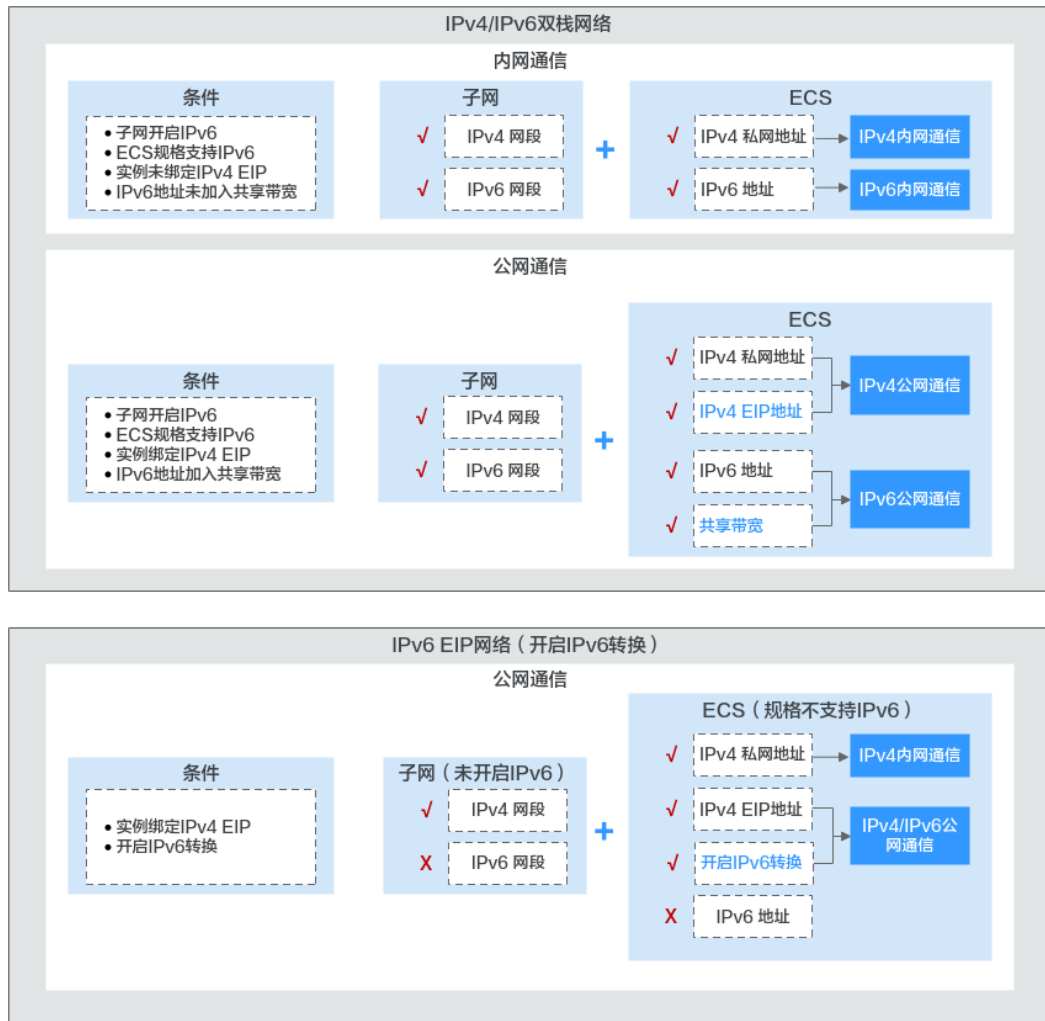 IPv4/IPv6双栈网络
内网通信
条件
• 子网开启IPv6
• ECS规格支持IPv6
• 实例未绑定IPv4 EIP
• IPv6地址未加入共享带宽
子网
√ IPv4 网段
√ IPv6 网段
+
ECS
√ IPv4 私网地址
IPv4内网通信
√ IPv6 地址
IPv6内网通信
公网通信
条件
• 子网开启IPv6
• ECS规格支持IPv6
• 实例绑定IPv4 EIP
• IPv6地址加入共享带宽
子网
√ IPv4 网段
√ IPv6 网段
+
ECS
√ IPv4 私网地址
√ IPv4 EIP地址
IPv4公网通信
√ IPv6 地址
√ 共享带宽
IPv6公网通信
IPv6 EIP网络（开启IPv6转换）
公网通信
条件
• 实例绑定IPv4 EIP
• 开启IPv6转换
子网（未开启IPv6）
√ IPv4 网段
X IPv6 网段
+
ECS（规格不支持IPv6）
√ IPv4 私网地址
IPv4内网通信
√ IPv4 EIP地址
√ 开启IPv6转换
IPv4/IPv6公
网通信
X IPv6 地址